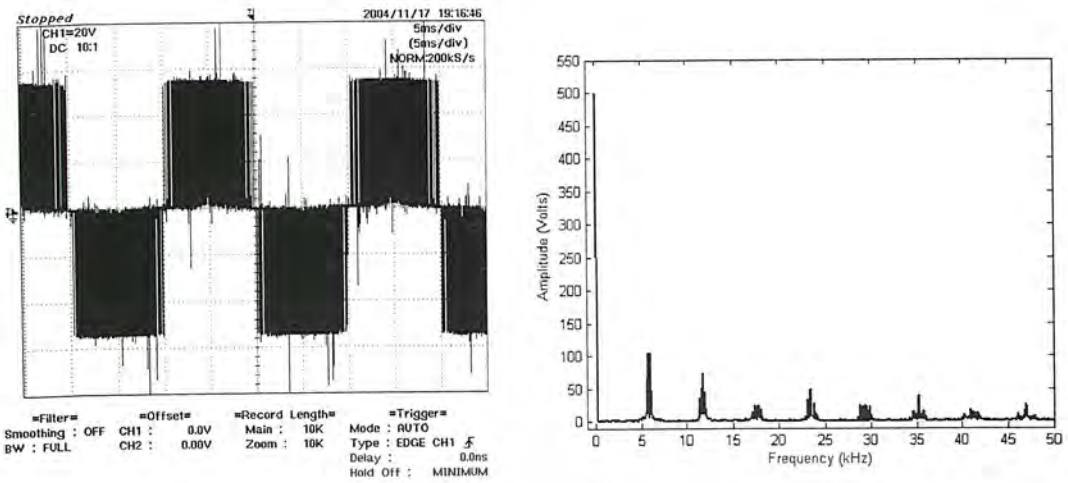 Stopped
2004/11/17 19:16:46
CH1=20V
DC 10:1
5ms/div
(5ms/div)
NORM:200kS/s
=Filter=
Smoothing : OFF
BW : FULL
=Offset=
CH1 : 0.0V
CH2 : 0.00V
=Record Length=
Main : 10K
Zoom : 10K
=Trigger=
Mode : AUTO
Type : EDGE CH1
Delay : 0.0ns
Hold Off : MINIMUM
550
500
450
400
350
300
250
200
150
100
50
0
Amplitude (Volts)
0 5 10 15 20 25 30 35 40 45 50
Frequency (kHz)